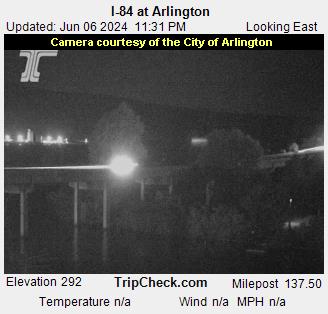 I-84 at Arlington
Updated: Jun 06 2024 11:31 PM Looking East
Camera courtesy of the City of Arlington
Elevation 292 TripCheck.com Milepost 137.50
Temperature n/a Wind n/a MPH n/a